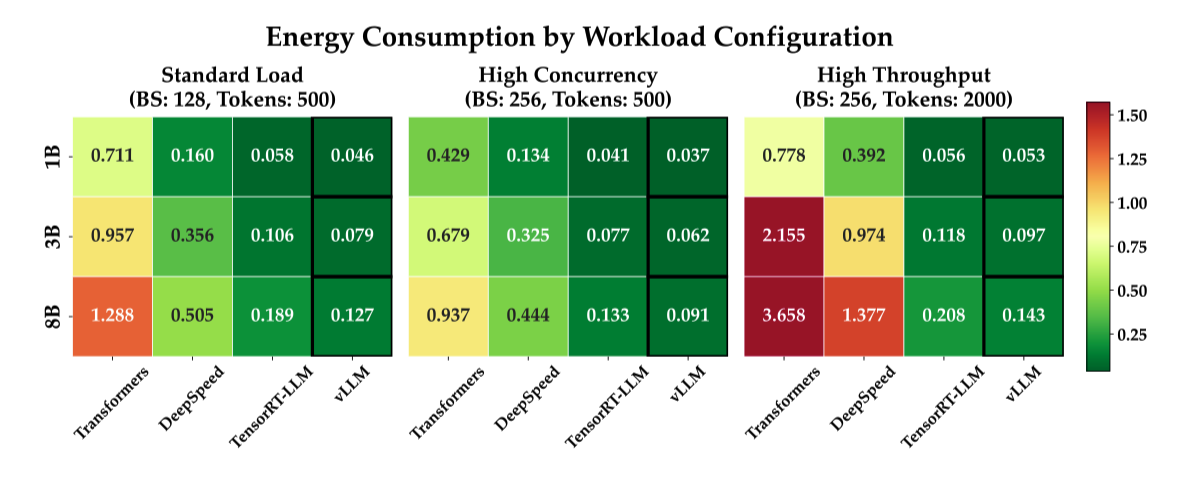 Energy Consumption by Workload Configuration
Standard Load
(BS: 128, Tokens: 500)
High Concurrency
(BS: 256, Tokens: 500)
High Throughput
(BS: 256, Tokens: 2000)
1B 0.711 0.160 0.058 0.046 0.429 0.134 0.041 0.037 0.778 0.392 0.056 0.053
3B 0.957 0.356 0.106 0.079 0.679 0.325 0.077 0.062 2.155 0.974 0.118 0.097
8B 1.288 0.505 0.189 0.127 0.937 0.444 0.133 0.091 3.658 1.377 0.208 0.143
Transformers DeepSpeed TensorRT-LLM vLLM Transformers DeepSpeed TensorRT-LLM vLLM Transformers DeepSpeed TensorRT-LLM vLLM
1.50
1.25
1.00
0.75
0.50
0.25